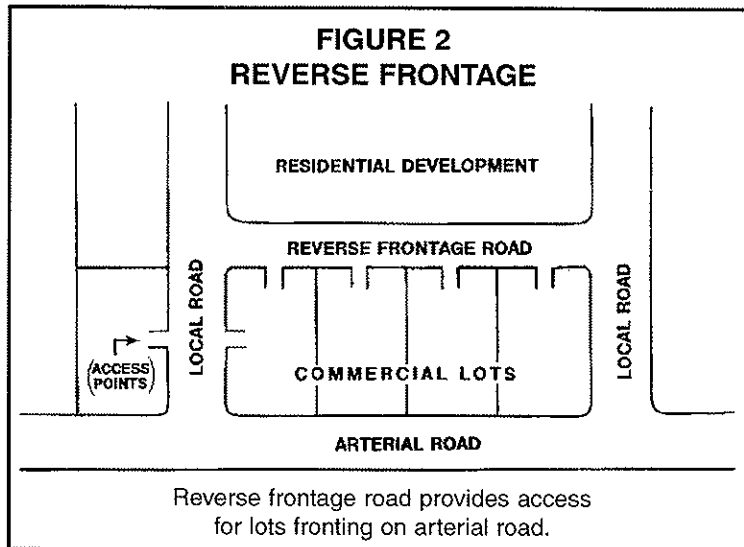 FIGURE 2
REVERSE FRONTAGE
RESIDENTIAL DEVELOPMENT
REVERSE FRONTAGE ROAD
LOCAL ROAD
LOCAL ROAD
(ACCESS
POINTS)
COMMERCIAL LOTS
ARTERIAL ROAD
Reverse frontage road provides access
for lots fronting on arterial road.